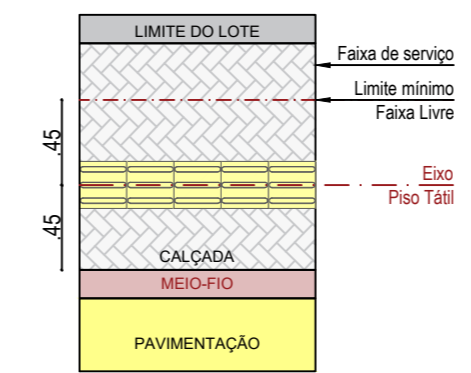 LIMITE DO LOTE
Faixa de serviço
Limite mínimo
Faixa Livre
.45
Eixo
Piso Tátil
.45
CALÇADA
MEIO-FIO
PAVIMENTAÇÃO